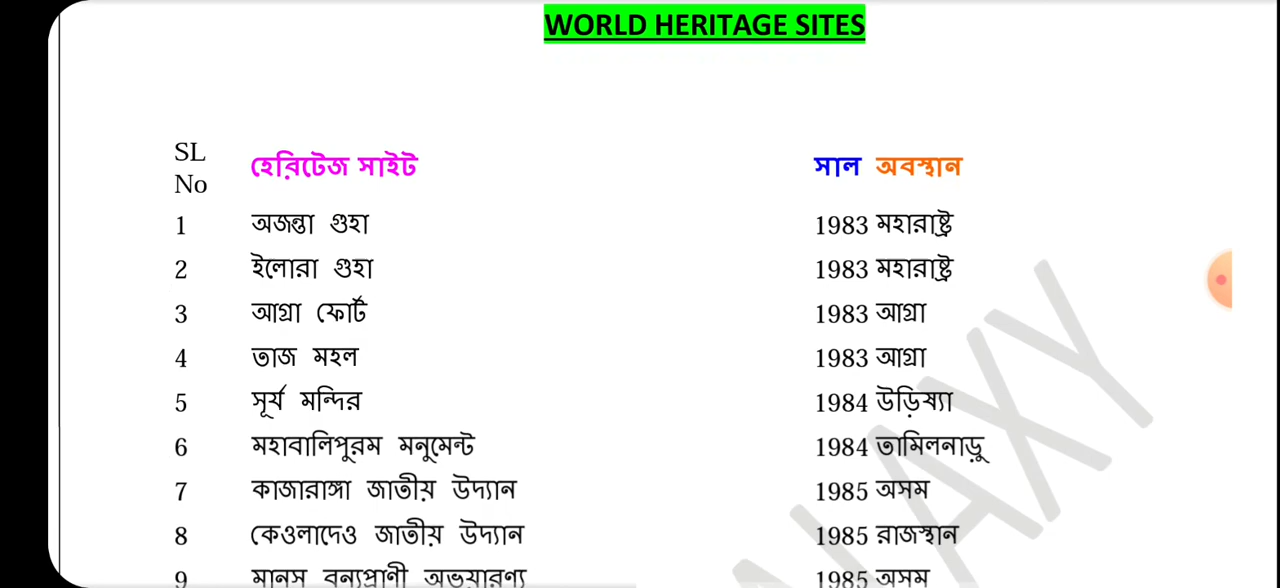 WORLD HERITAGE SITES
SL
No হেরিটেজ সাইট সাল অবস্থান
1 অজন্তা গুহা 1983 মহারাষ্ট্র
2 ইলোরা গুহা 1983 মহারাষ্ট্র
3 আগ্রা ফোর্ট 1983 আগ্রা
4 তাজ মহল 1983 আগ্রা
5 সূর্য মন্দির 1984 উড়িষ্যা
6 মহাবালিপুরম মনুমেন্ট 1984 তামিলনাড়ু
7 কাজারাঙ্গা জাতীয় উদ্যান 1985 অসম
8 কেওলাদেও জাতীয় উদ্যান 1985 রাজস্থান
9 মানস বন্যপ্রাণী অভয়ারণ্য 1985 অসম